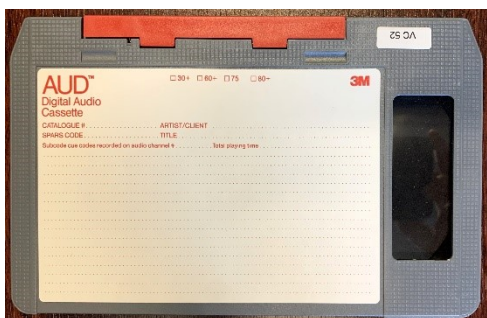 VC 52
AUD™ ☐ 30+ ☐ 60+ ☐ 75 ☐ 80+ 3M
Digital Audio
Cassette
CATALOGUE # ARTIST/CLIENT
SPARS CODE TITLE
Subcode cue codes recorded on audio channel # Total playing time